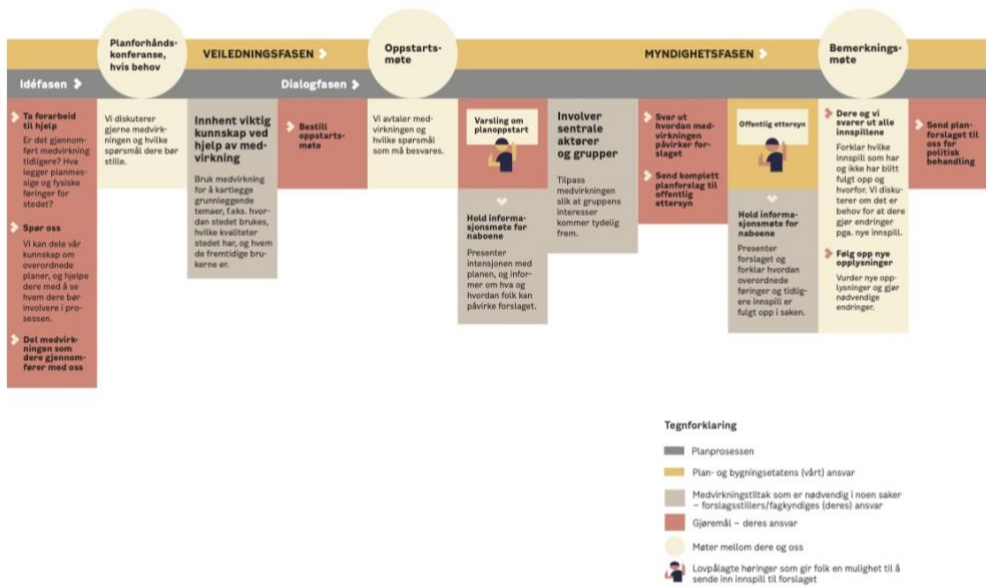 Planforhånds-
konferanse,
hvis behov
VEILEDNINGSFASEN
Oppstarts-
møte
MYNDIGHETSFASEN
Bemerknings-
møte
Idéfasen
Dialogfasen
Ta forarbeid
til hjelp
Er det gjennom-
ført medvirkning
tidligere? Hva
legger planmes-
sige og fysiske
føringer for
stedet?
Spør oss
Vi kan dele vår
kunnskap om
overordnede
planer, og hjelpe
dere med å se
hvem dere bør
involvere i pro-
sessen.
Del medvirk-
ningen som
dere gjennom-
fører med oss
Vi diskuterer
gjerne medvirk-
ningen og hvilke
spørsmål dere bør
stille.
Innhent viktig
kunnskap ved
hjelp av med-
virkning
Bruk medvirkning
for å kartlegge
grunnleggende
temaer, f.eks. hvor-
dan stedet brukes,
hvilke kvaliteter
stedet har, og hvem
de fremtidige bru-
kerne er.
Bestill
oppstarts-
møte
Vi avtaler med-
virkningen og
hvilke spørsmål
som må besvares.
Varsling om
planoppstart
Hold informa-
sjonsmøte for
naboene
Presenter
intensjonen med
planen, og infor-
mer om hva og
hvordan folk kan
påvirke forslaget.
Involver
sentrale
aktører
og grupper
Tilpass
medvirkningen
slik at gruppens
interesser
kommer tydelig
frem.
Svar ut
hvordan med-
virkningen
påvirker for-
slaget
Send komplett
planforslag til
offentlig
ettersyn
Offentlig ettersyn
Hold informa-
sjonsmøte for
naboene
Presenter
forslaget og
forklar hvordan
overordnede
føringer og tidlig-
ere innspill er
fulgt opp i saken.
Dere og vi
svarer ut alle
innspillene
Forklar hvilke
innspill som har
og ikke har blitt
fulgt opp og
hvorfor. Vi disku-
terer om det er
behov for at dere
gjør endringer
pga. nye innspill.
Følg opp nye
opplysninger
Vurder nye opp-
lysninger og gjør
nødvendige
endringer.
Send plan-
forslaget til
oss for
politisk
behandling
Tegnforklaring
Planprosessen
Plan- og bygningsetatens (vårt) ansvar
Medvirkningstiltak som er nødvendig i noen saker
– forslagsstillers/fagkyndiges (deres) ansvar
Gjøremål – deres ansvar
Møter mellom dere og oss
Lovpålagte høringer som gir folk en mulighet til å
sende inn innspill til forslaget